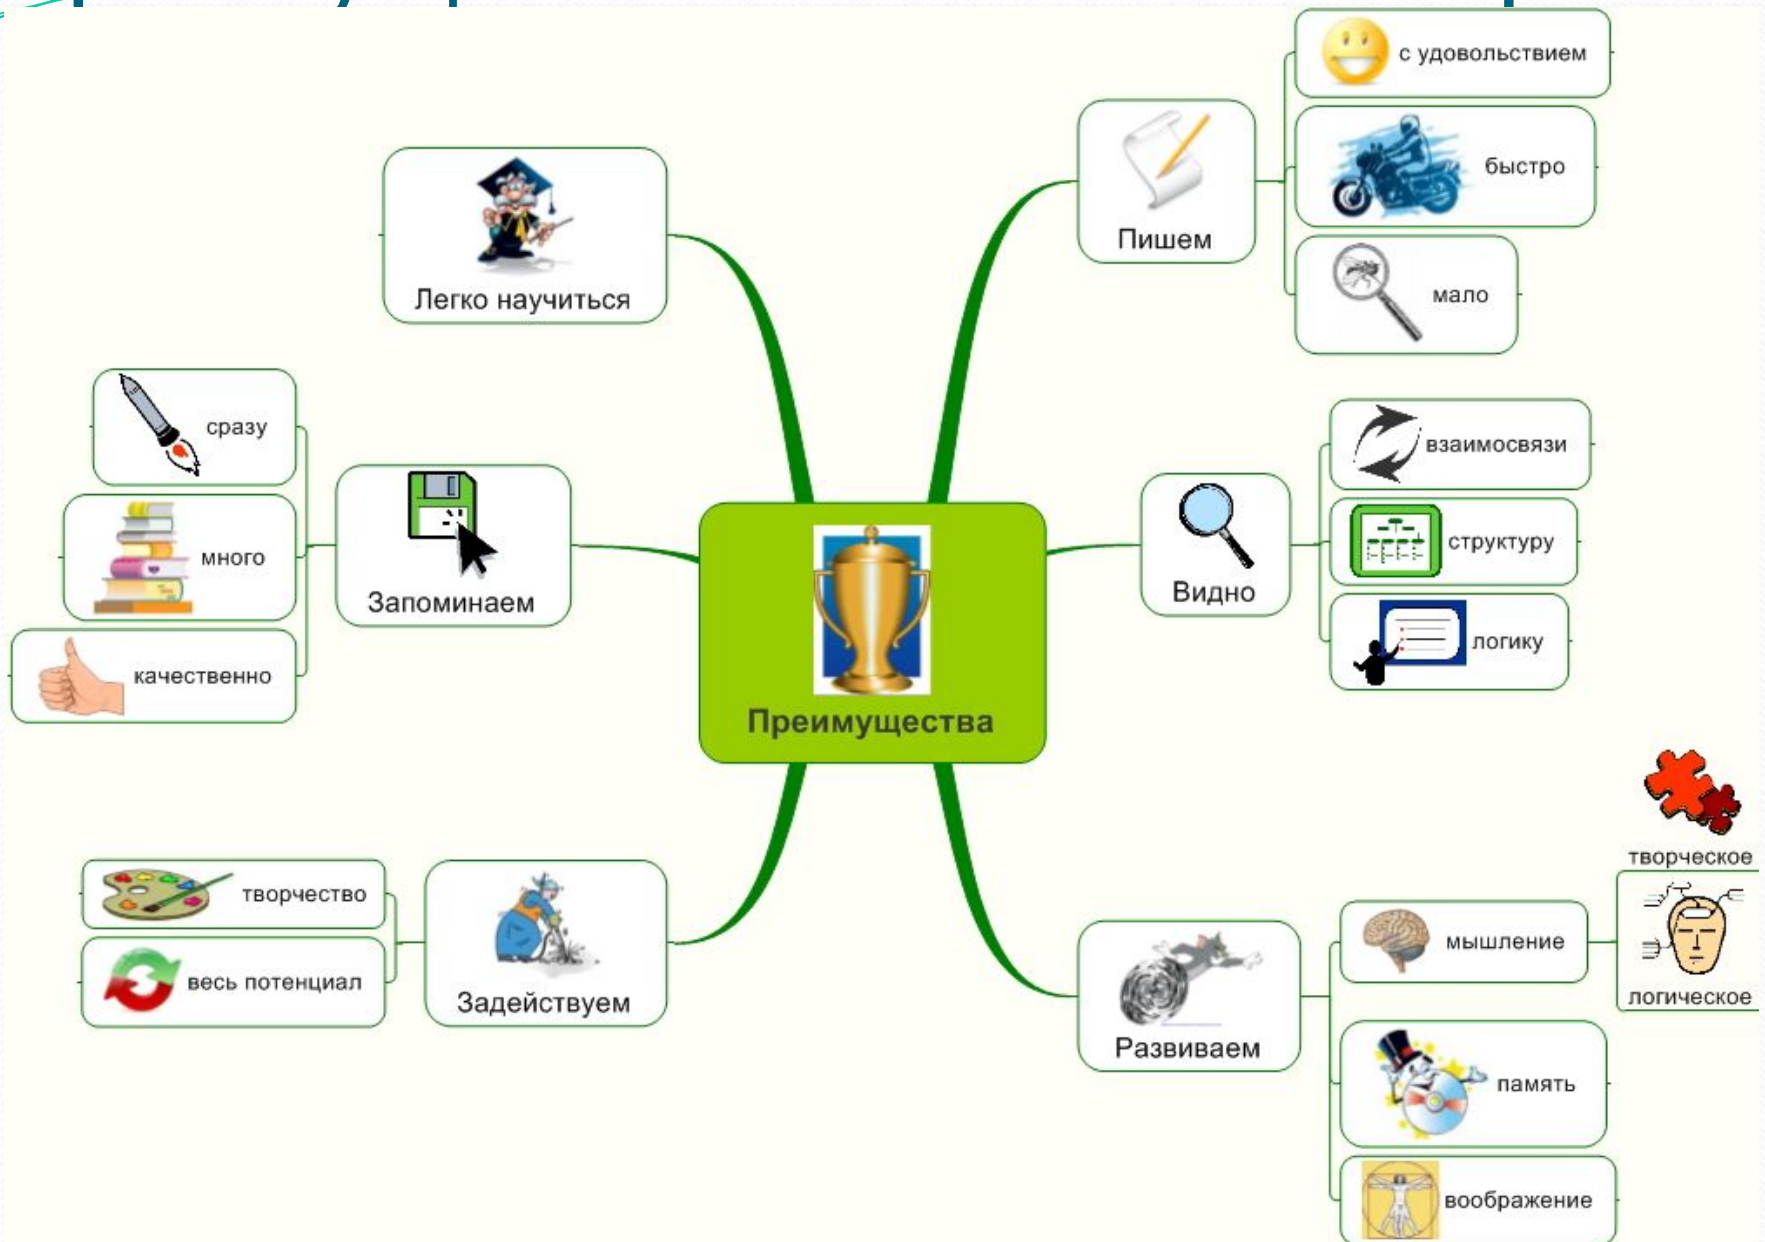 с удовольствием
быстро
Пишем
мало
Легко научиться
сразу
много
Запоминаем
качественно
взаимосвязи
структуру
Видно
логику
Преимущества
творчество
весь потенциал
Задействуем
творческое
мышление
логическое
Развиваем
память
воображение